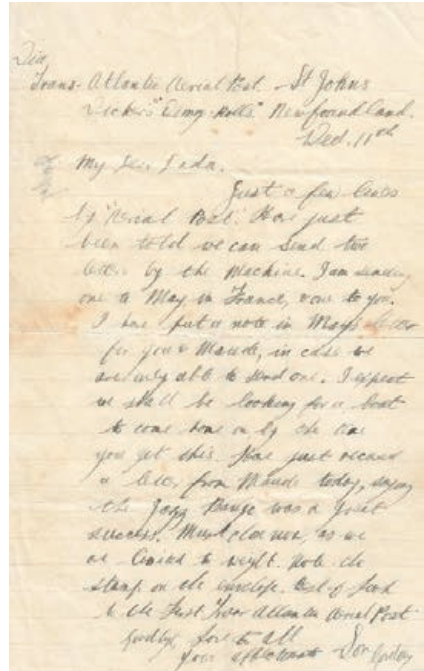 Via
Trans-Atlantic Aerial Post. St Johns
Vickers "Vimy-Rolls" Newfoundland.
Wed. 11th
My Dear
Just a few lines
by "Aerial Post". Have just
been told we can send two
letters by the Machine. I am sending
one to May in France, & one to you.
I have put a note in May's letter
for you & Maude, in case we
are only able to send one. I expect
we shall be looking for a boat
to come home on by the time
you get this. Have just received
a letter from Maude today, saying
the Jazz was a great
success. Must close now, as we
are limited to weight. Note the
stamp on the envelope. Best of luck
to the First Trans Atlantic Aerial Post
Goodbye, love to all
Your affectionate